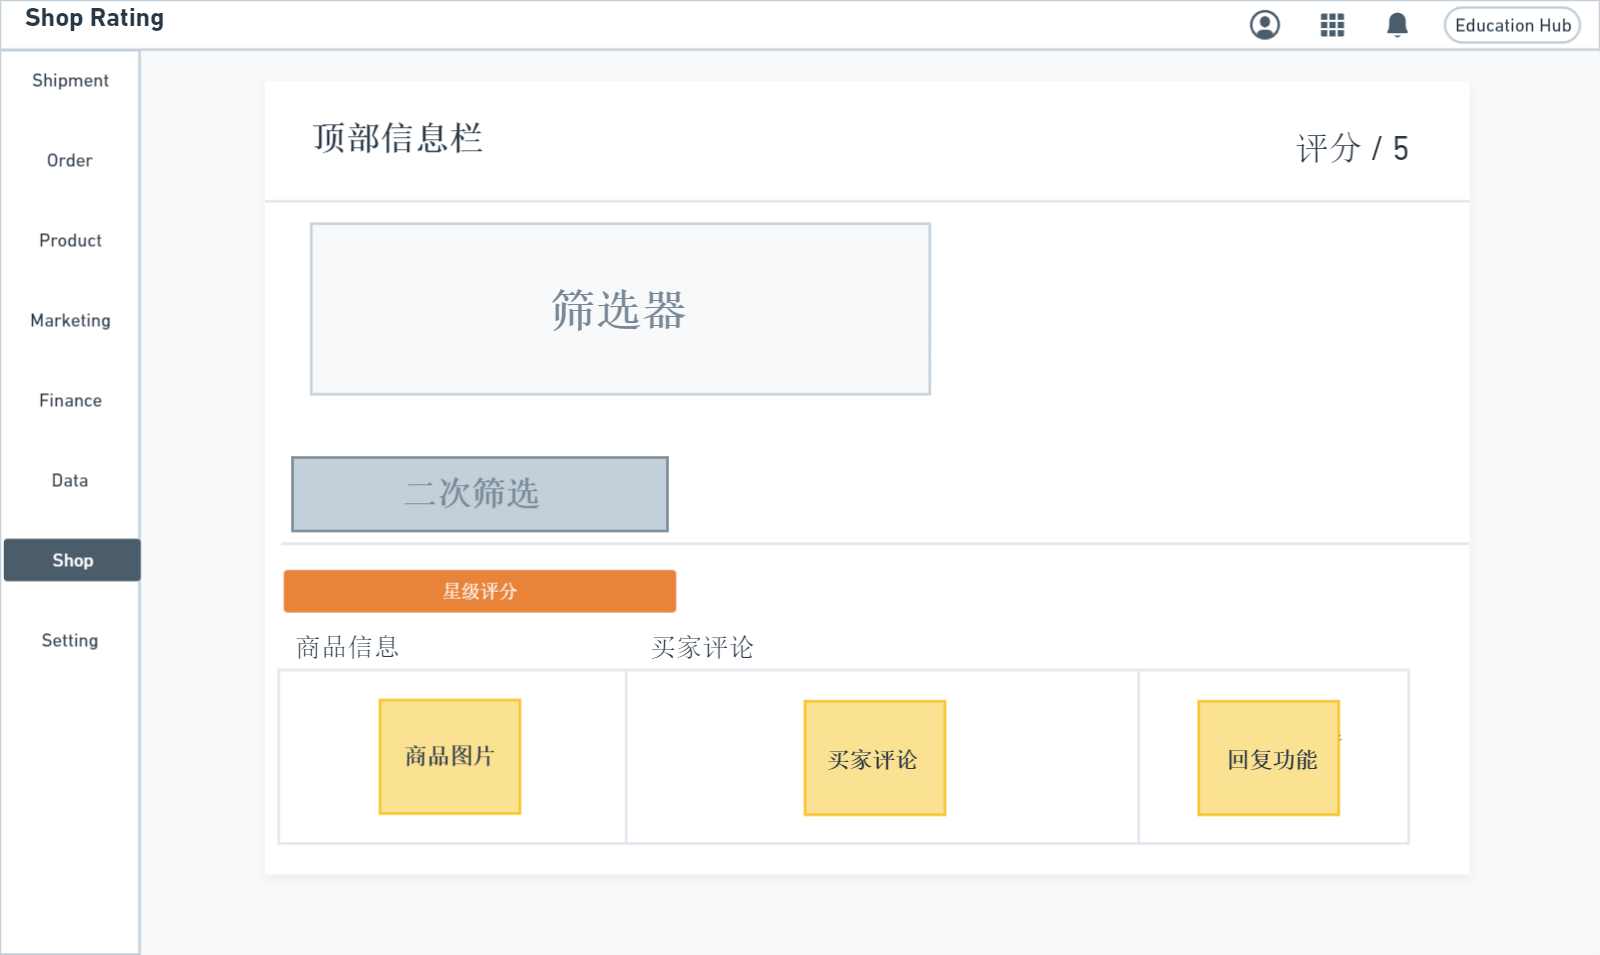 Shop Rating
Education Hub
Shipment
Order
Product
Marketing
Finance
Data
Shop
Setting
顶部信息栏
评分 / 5
筛选器
二次筛选
星级评分
商品信息
买家评论
商品图片
买家评论
回复功能